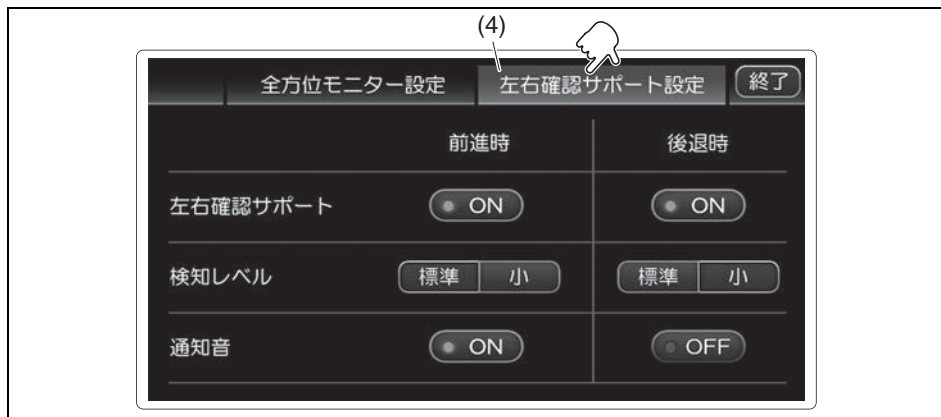 (4)
全方位モニター設定 左右確認サポート設定 終了
前進時 後退時
左右確認サポート ON ON
検知レベル 標準 小 標準 小
通知音 ON OFF